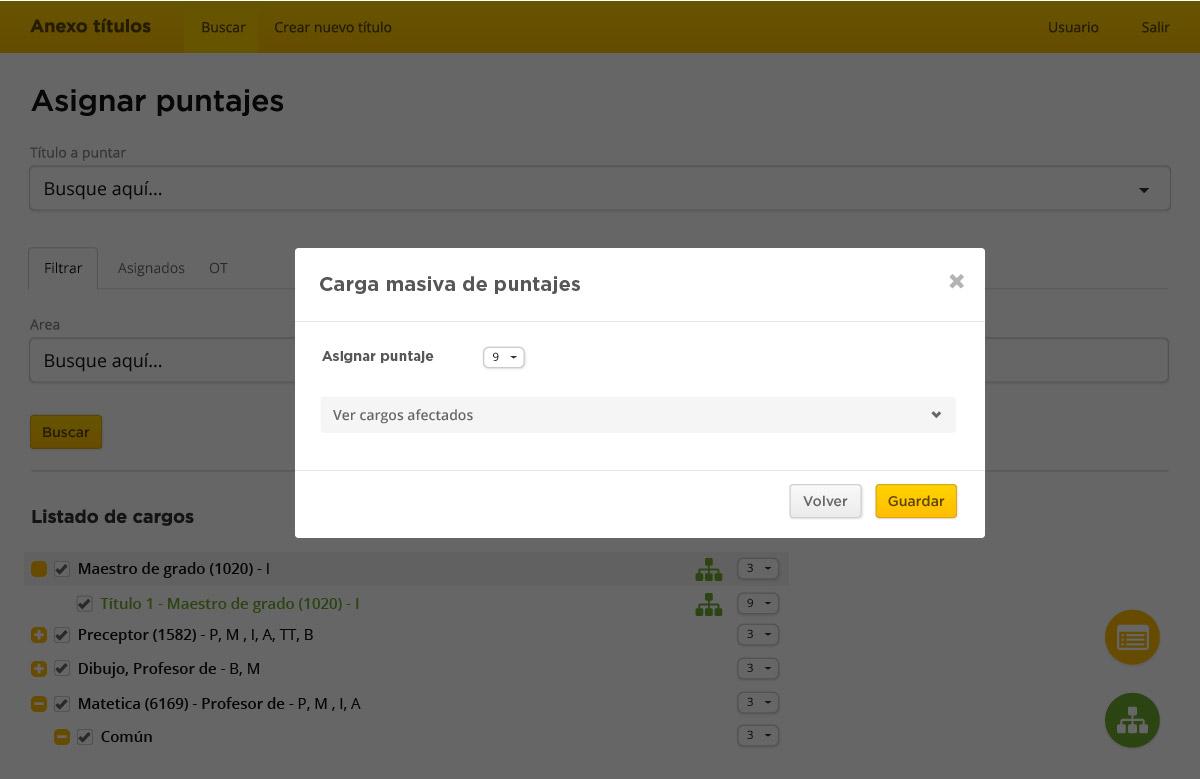 Anexo títulos Buscar Crear nuevo título Usuario Salir
Asignar puntajes
Título a puntar
Busque aquí...
Filtrar Asignados OT
Area
Busque aquí...
Buscar
Carga masiva de puntajes
Asignar puntaje 9
Ver cargos afectados
Volver Guardar
Listado de cargos
Maestro de grado (1020) - I 3
Título 1 - Maestro de grado (1020) - I 9
Preceptor (1582) - P, M , I, A, TT, B 3
Dibujo, Profesor de - B, M 3
Matetica (6169) - Profesor de - P, M , I, A 3
Común 3